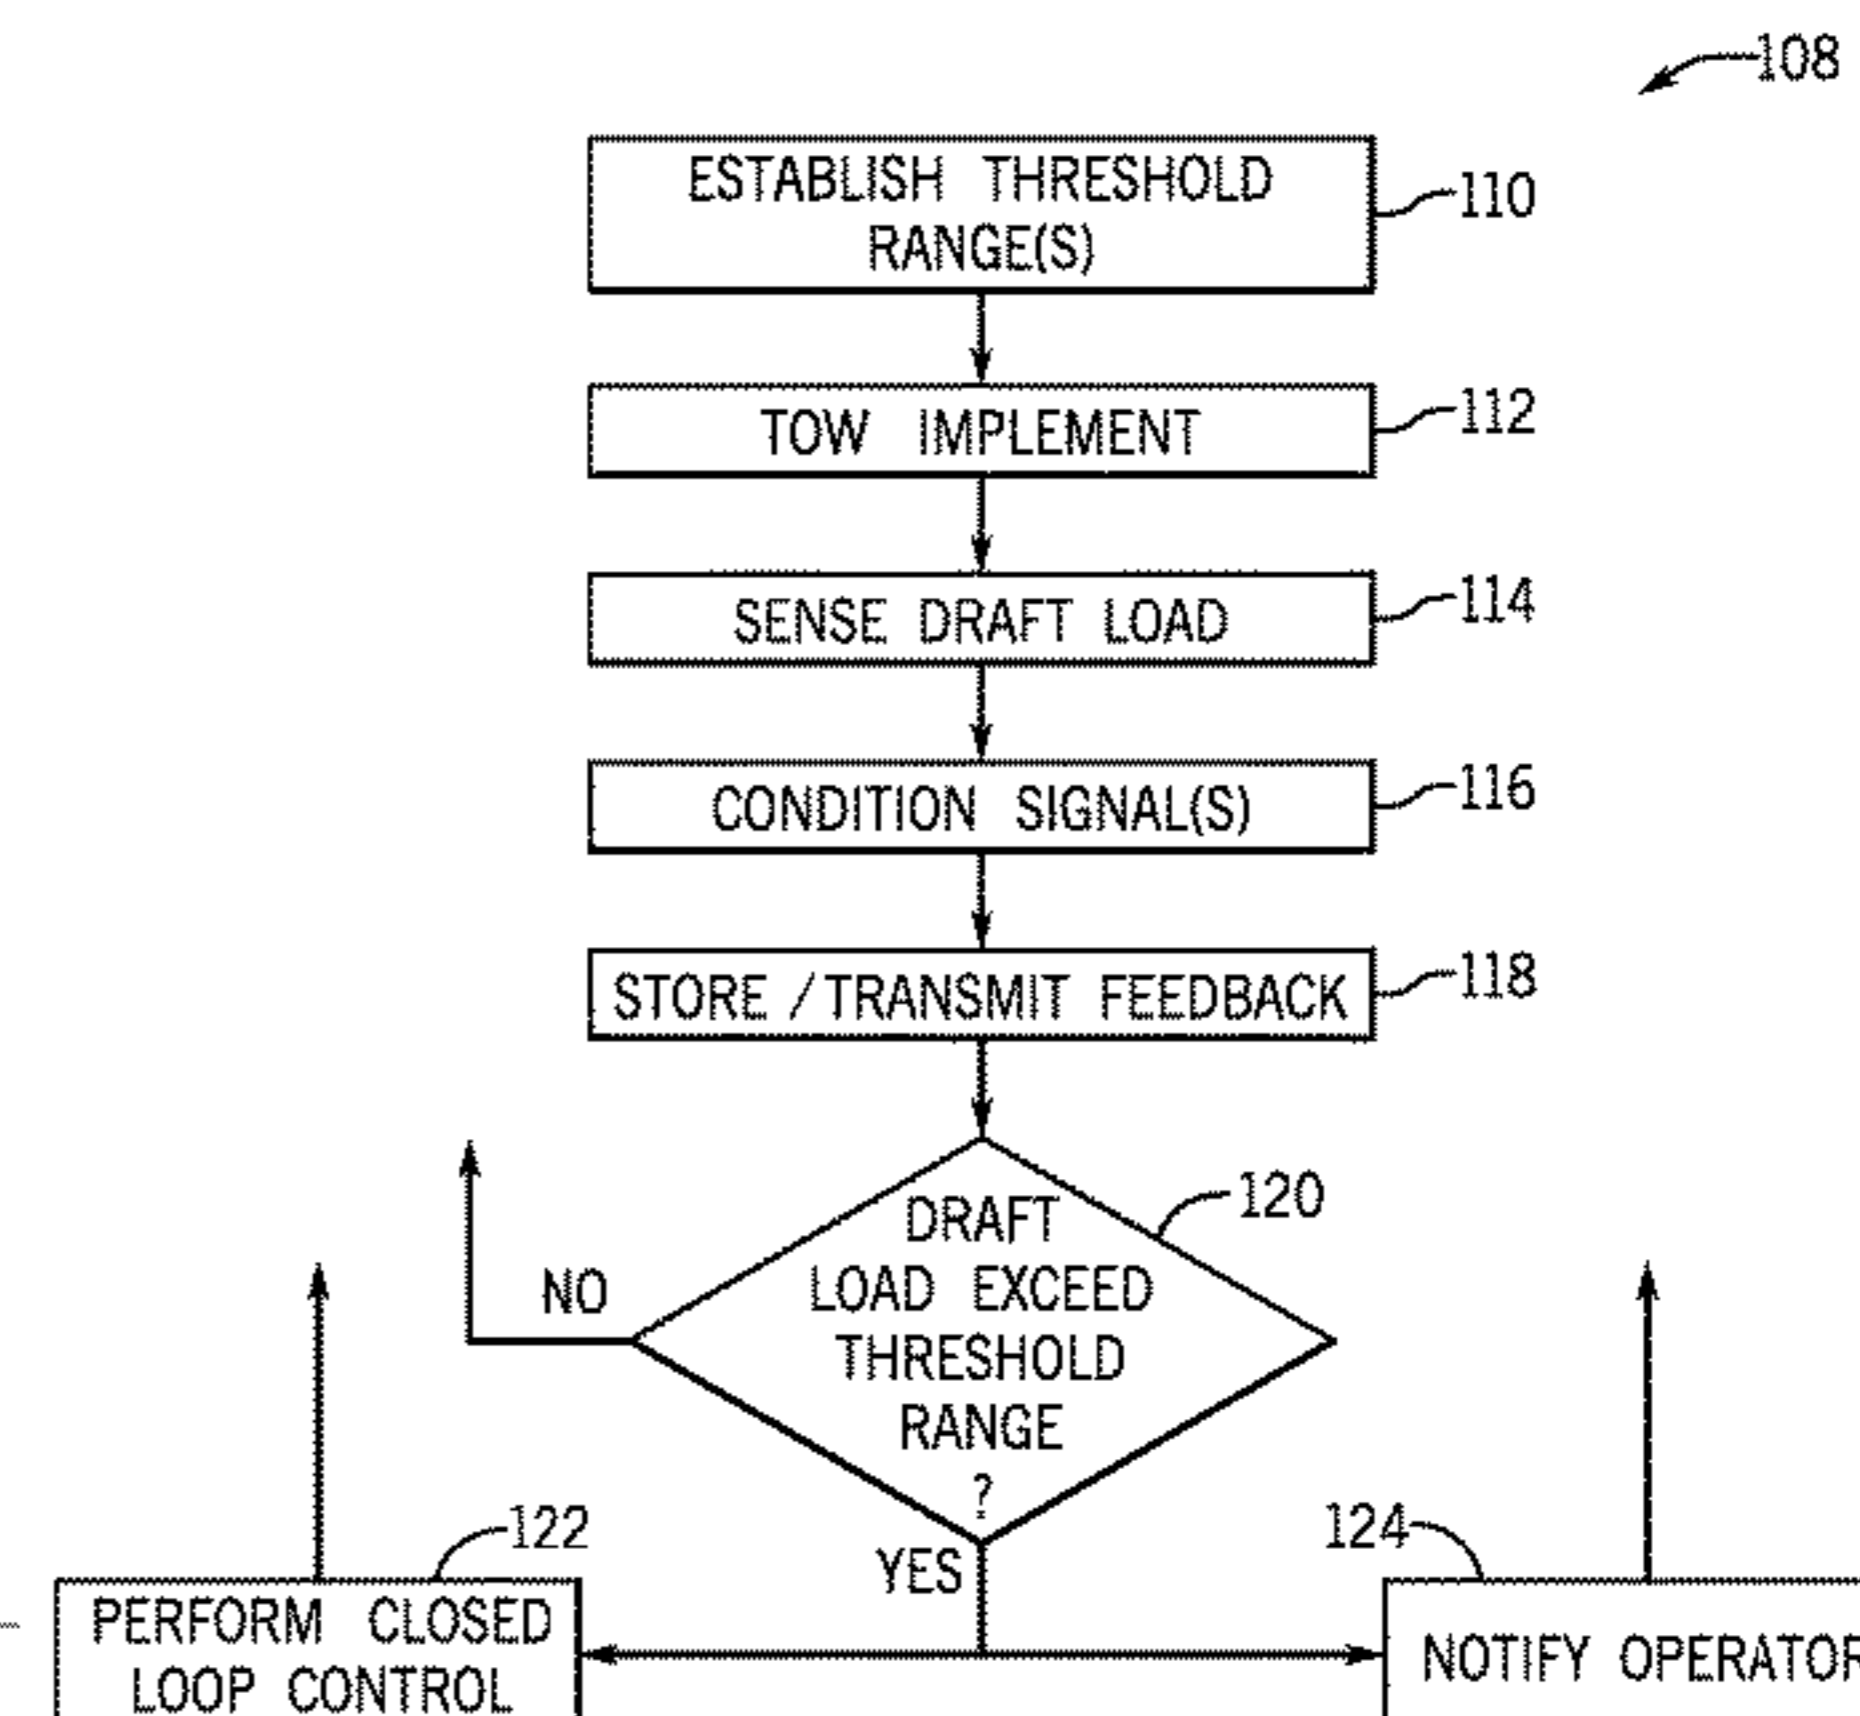 108
ESTABLISH THRESHOLD
RANGE(S)
110
TOW IMPLEMENT
112
SENSE DRAFT LOAD
114
CONDITION SIGNAL(S)
116
STORE / TRANSMIT FEEDBACK
118
DRAFT
LOAD EXCEED
THRESHOLD
RANGE
?
120
NO
YES
122
PERFORM CLOSED
LOOP CONTROL
124
NOTIFY OPERATOR